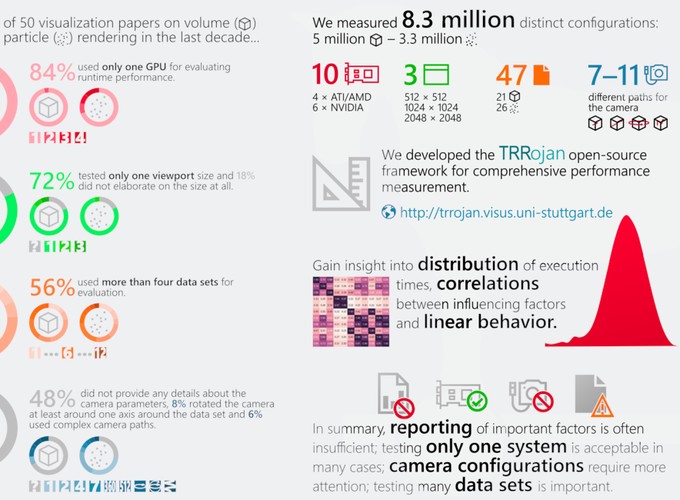 of 50 visualization papers on volume ( )
particle ( ) rendering in the last decade...
84% used only one GPU for evaluating
runtime performance.
1 2 3 4
72% tested only one viewport size and 18%
did not elaborate on the size at all.
? 1 2 3
56% used more than four data sets for
evaluation.
1 ••• 6 ••• 12
48% did not provide any details about the
camera parameters, 8% rotated the camera
at least around one axis around the data set and 6%
used complex camera paths.
? 1 2 4 7 360 512
We measured 8.3 million distinct configurations:
5 million – 3.3 million
10
4 × ATI/AMD
6 × NVIDIA
3
512 × 512
1024 × 1024
2048 × 2048
47
21
26
7–11
different paths for
the camera
We developed the TRRojan open-source
framework for comprehensive performance
measurement.
http://trrojan.visus.uni-stuttgart.de
Gain insight into distribution of execution
times, correlations
between influencing factors
and linear behavior.
In summary, reporting of important factors is often
insufficient; testing only one system is acceptable in
many cases; camera configurations require more
attention; testing many data sets is important.